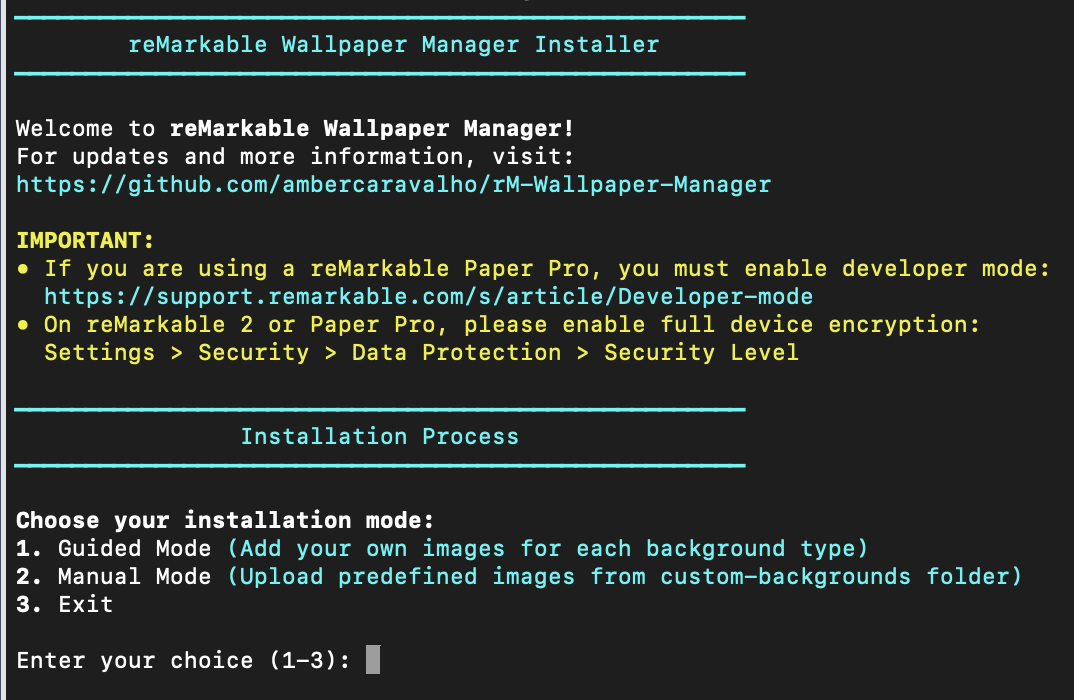 reMarkable Wallpaper Manager Installer
Welcome to reMarkable Wallpaper Manager!
For updates and more information, visit:
https://github.com/ambercaravalho/rM-Wallpaper-Manager
IMPORTANT:
● If you are using a reMarkable Paper Pro, you must enable developer mode:
https://support.remarkable.com/s/article/Developer-mode
● On reMarkable 2 or Paper Pro, please enable full device encryption:
Settings > Security > Data Protection > Security Level
Installation Process
Choose your installation mode:
1. Guided Mode (Add your own images for each background type)
2. Manual Mode (Upload predefined images from custom-backgrounds folder)
3. Exit
Enter your choice (1-3):